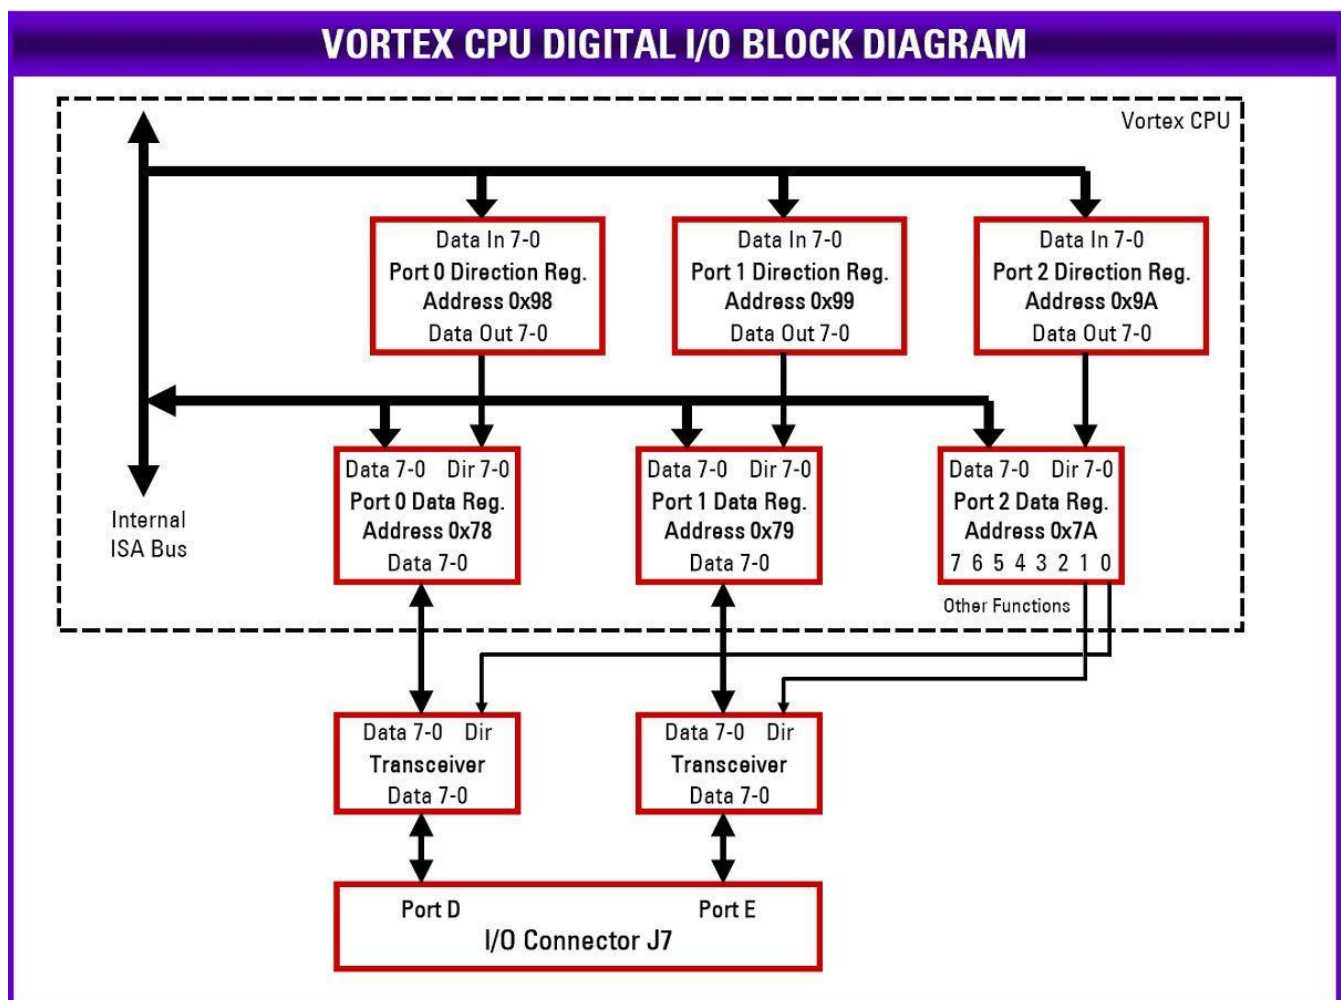 VORTEX CPU DIGITAL I/O BLOCK DIAGRAM
Vortex CPU
Data In 7-0
Port 0 Direction Reg.
Address 0x98
Data Out 7-0
Data In 7-0
Port 1 Direction Reg.
Address 0x99
Data Out 7-0
Data In 7-0
Port 2 Direction Reg.
Address 0x9A
Data Out 7-0
Internal
ISA Bus
Data 7-0 Dir 7-0
Port 0 Data Reg.
Address 0x78
Data 7-0
Data 7-0 Dir 7-0
Port 1 Data Reg.
Address 0x79
Data 7-0
Data 7-0 Dir 7-0
Port 2 Data Reg.
Address 0x7A
7 6 5 4 3 2 1 0
Other Functions
Data 7-0 Dir
Transceiver
Data 7-0
Data 7-0 Dir
Transceiver
Data 7-0
Port D Port E
I/O Connector J7